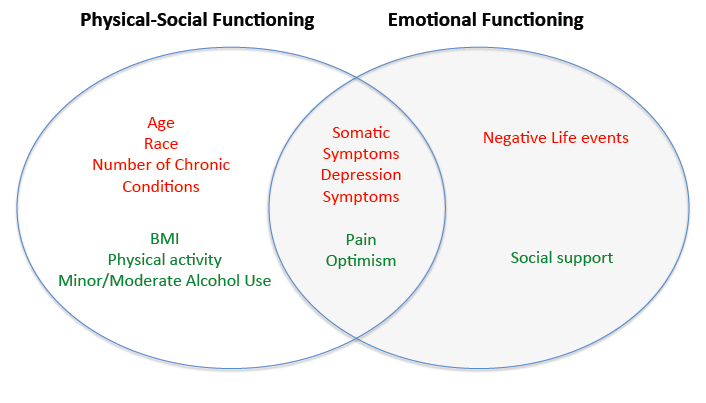 Physical-Social Functioning
Emotional Functioning
Age
Race
Number of Chronic
Conditions
BMI
Physical activity
Minor/Moderate Alcohol Use
Somatic
Symptoms
Depression
Symptoms
Pain
Optimism
Negative Life events
Social support